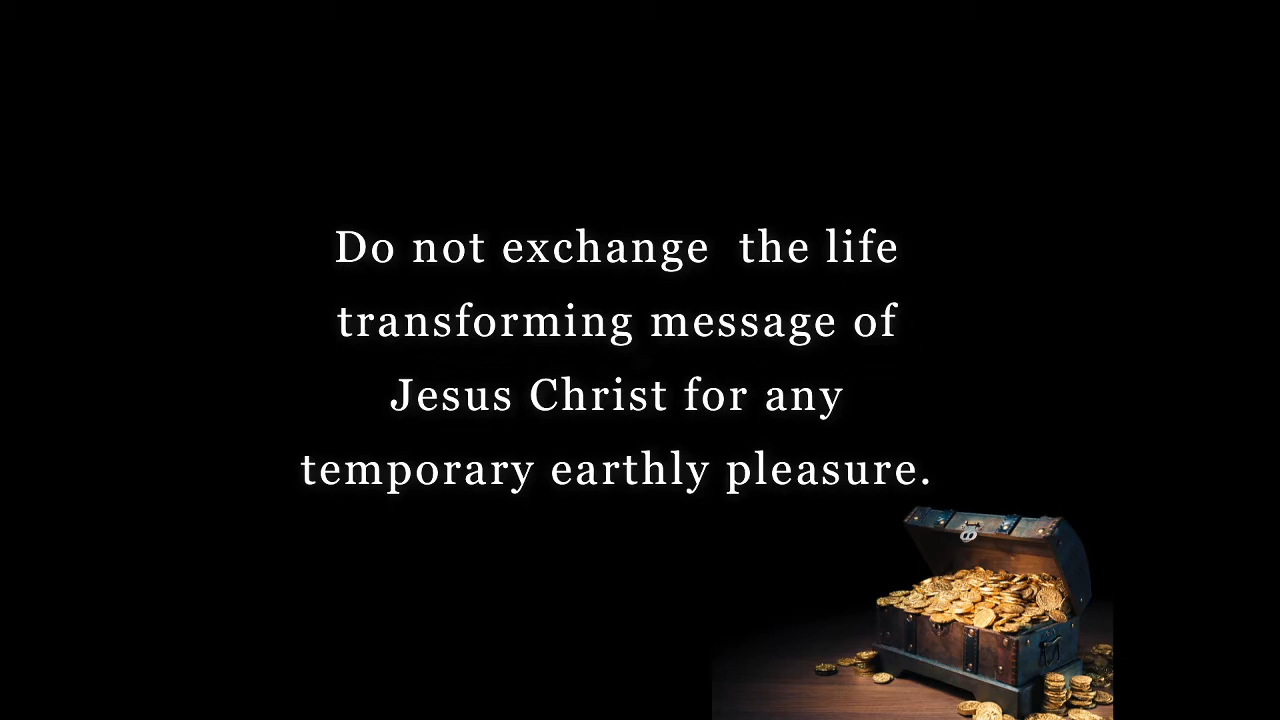 Do not exchange  the life
transforming message of
Jesus Christ for any
temporary earthly pleasure.